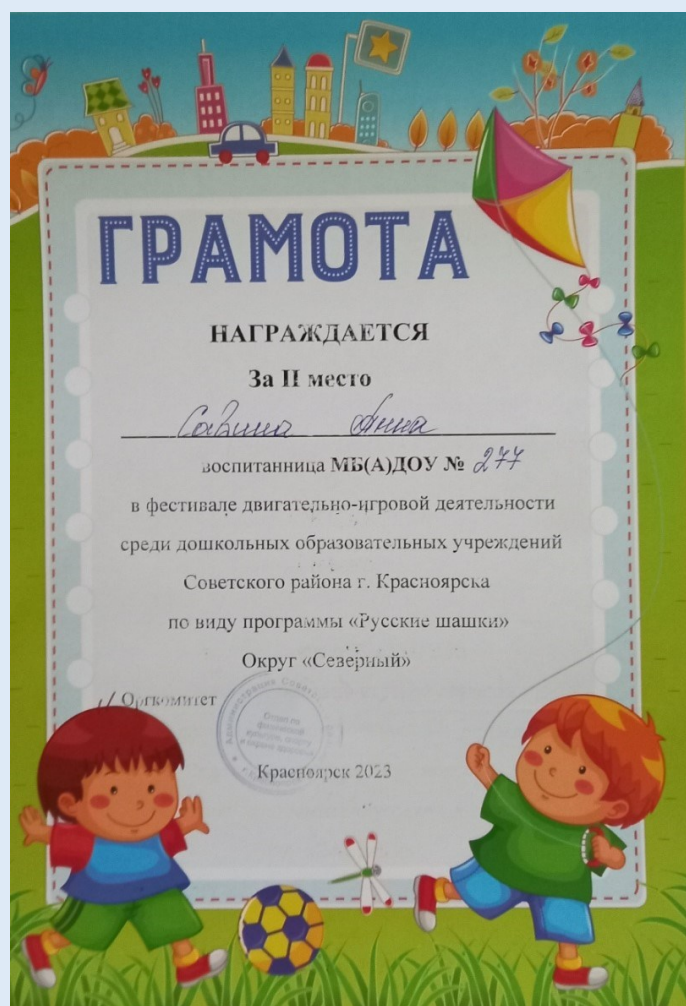 ГРАМОТА
НАГРАЖДАЕТСЯ
За II место
Савина Анна
воспитанница МБ(А)ДОУ № 277
в фестивале двигательно-игровой деятельности
среди дошкольных образовательных учреждений
Советского района г. Красноярска
по виду программы «Русские шашки»
Округ «Северный»
Оргкомитет
Красноярск 2023